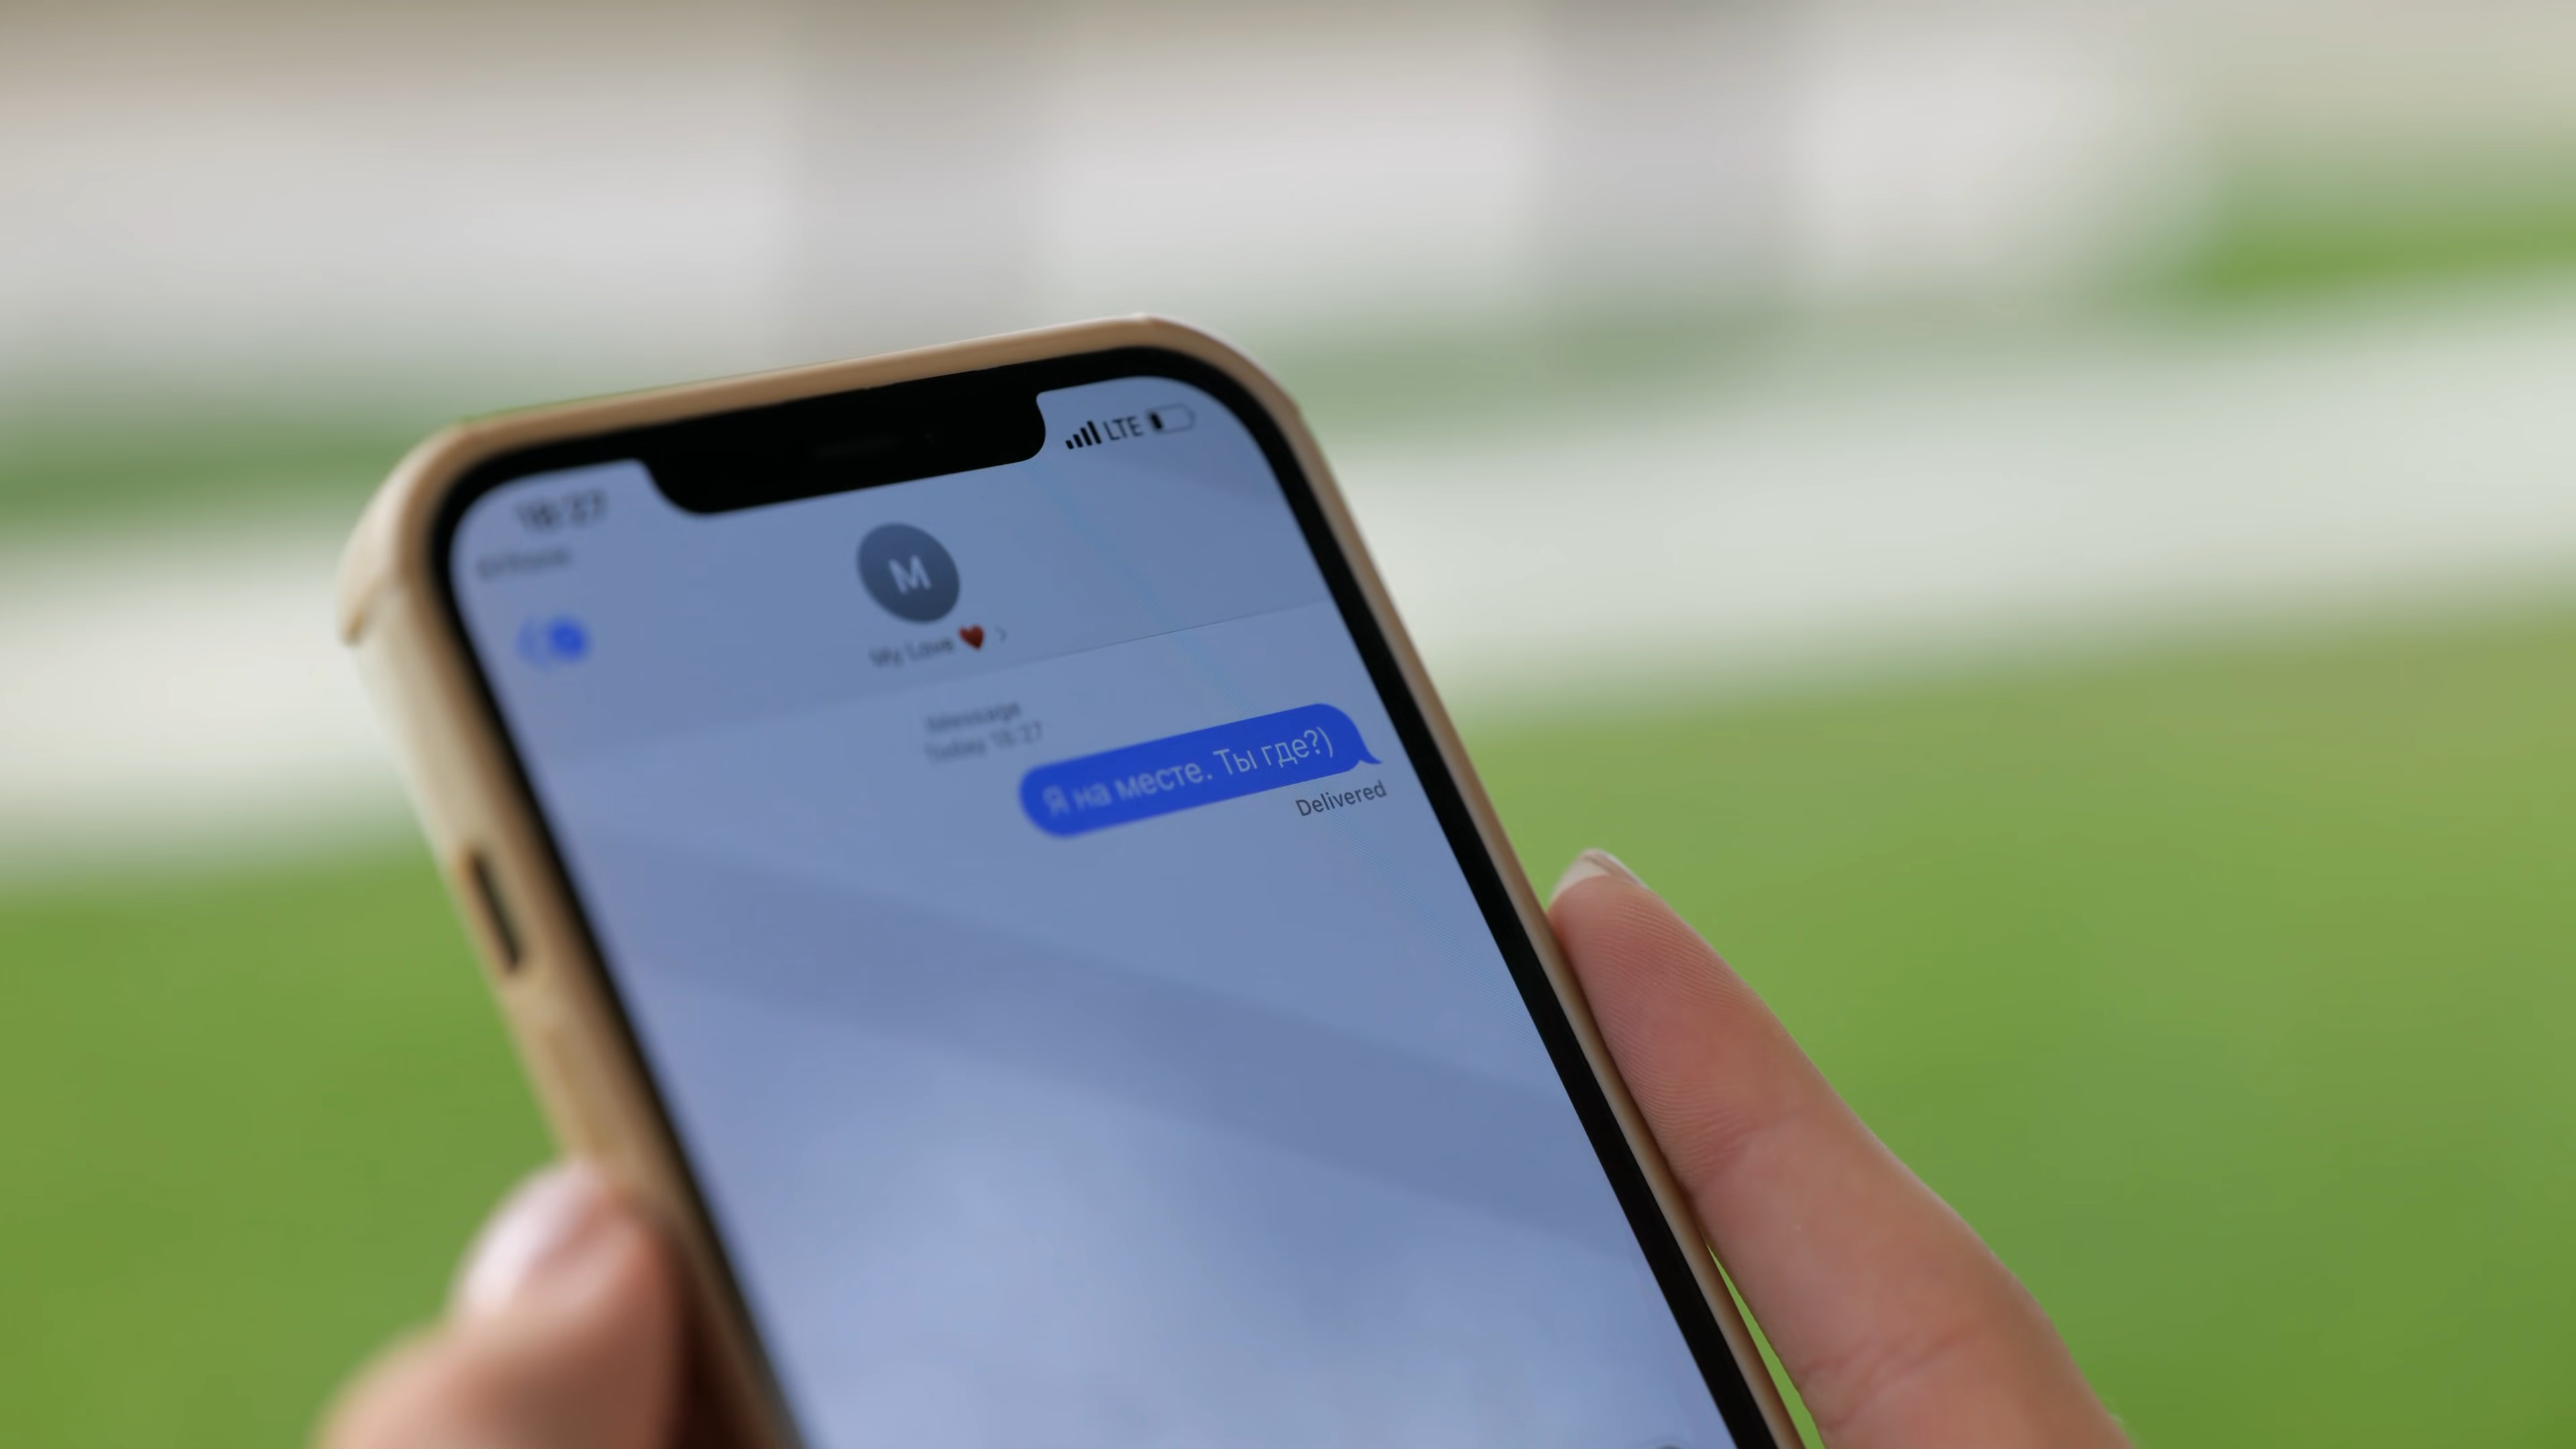 LTE
M
My Love ❤️ >
iMessage
Today 18:27
Я на месте. Ты где?)
Delivered